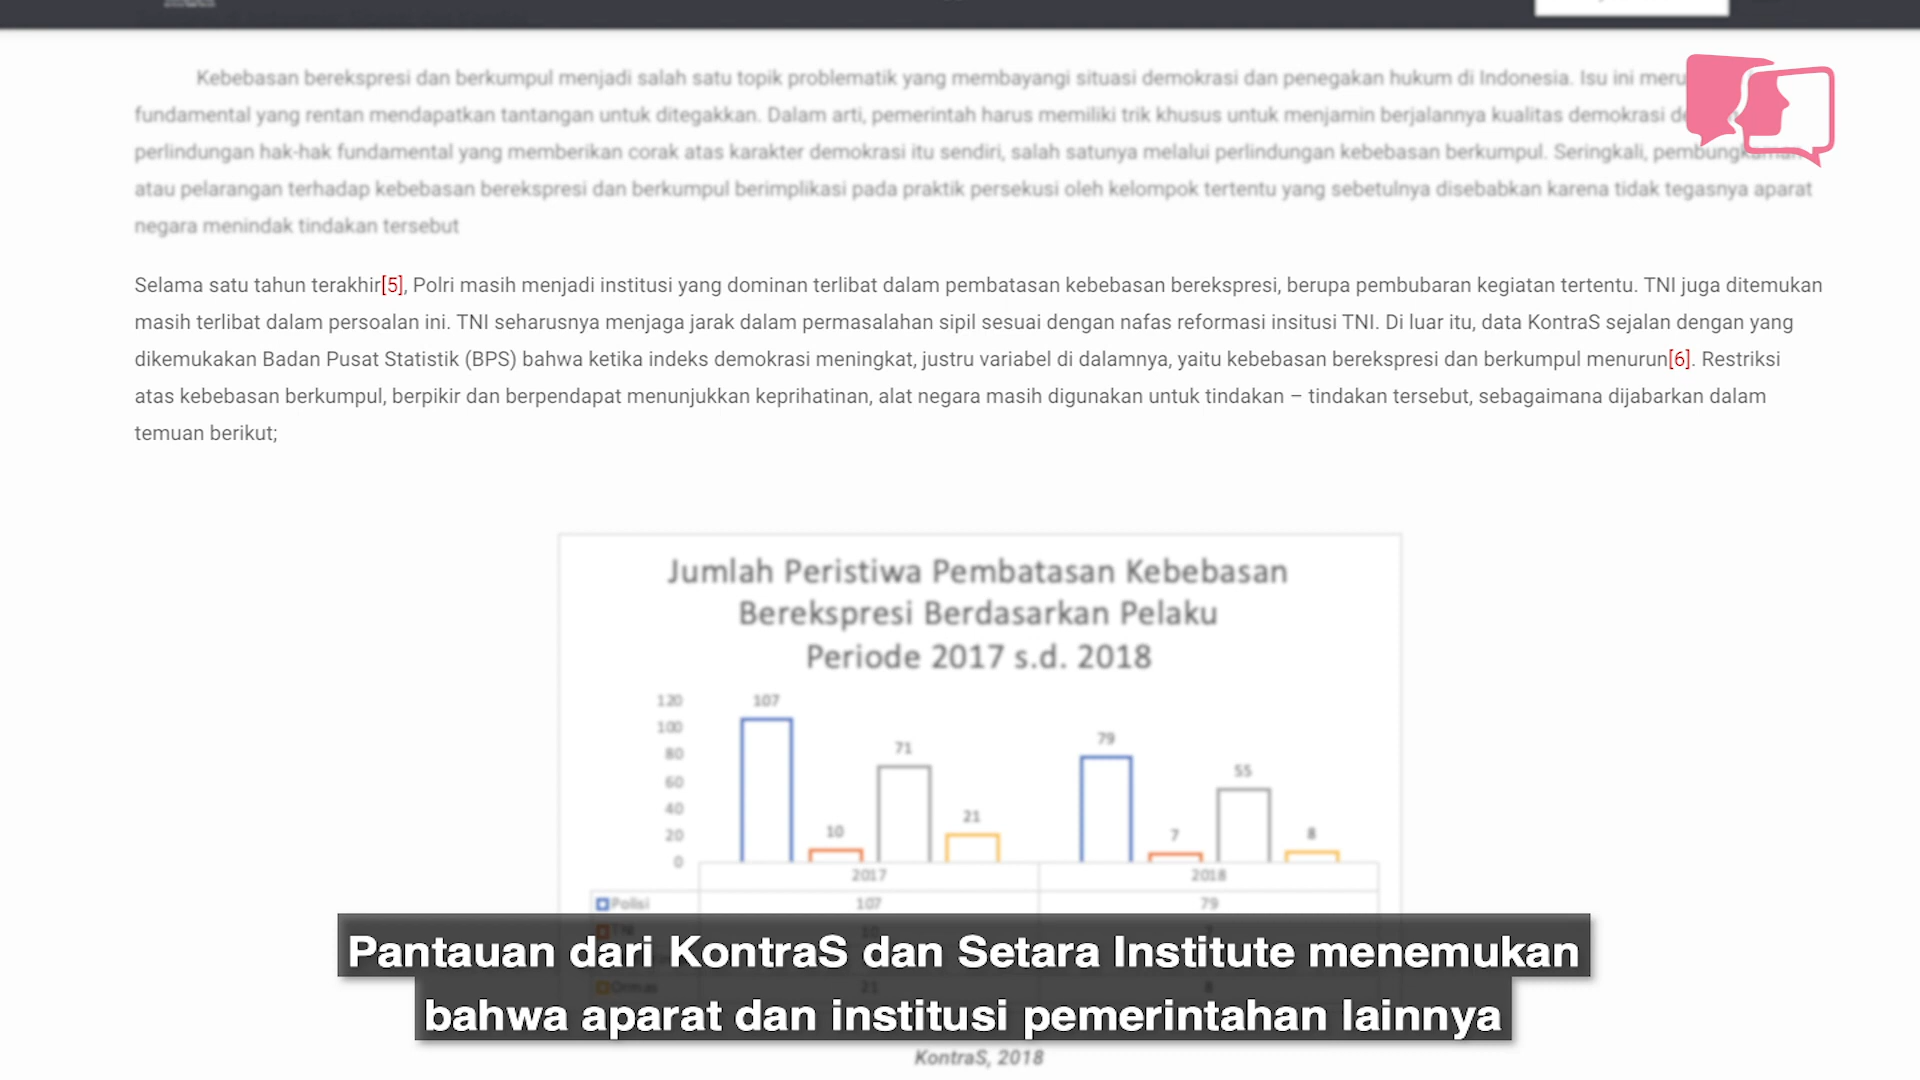 Kebebasan berekspresi dan berkumpul menjadi salah satu topik problematik yang membayangi situasi demokrasi dan penegakan hukum di Indonesia. Isu ini
fundamental yang rentan mendapatkan tantangan untuk ditegakkan. Dalam arti, pemerintah harus memiliki trik khusus untuk menjamin berjalannya kualitas demokrasi
perlindungan hak-hak fundamental yang memberikan corak atas karakter demokrasi itu sendiri, salah satunya melalui perlindungan kebebasan berkumpul. Seringkali,
atau pelarangan terhadap kebebasan berekspresi dan berkumpul berimplikasi pada praktik persekusi oleh kelompok tertentu yang sebetulnya disebabkan karena tidak tegasnya aparat
negara menindak tindakan tersebut
Selama satu tahun terakhir[5], Polri masih menjadi institusi yang dominan terlibat dalam pembatasan kebebasan berekspresi, berupa pembubaran kegiatan tertentu. TNI juga ditemukan
masih terlibat dalam persoalan ini. TNI seharusnya menjaga jarak dalam permasalahan sipil sesuai dengan nafas reformasi insitusi TNI. Di luar itu, data KontraS sejalan dengan yang
dikemukakan Badan Pusat Statistik (BPS) bahwa ketika indeks demokrasi meningkat, justru variabel di dalamnya, yaitu kebebasan berekspresi dan berkumpul menurun[6]. Restriksi
atas kebebasan berkumpul, berpikir dan berpendapat menunjukkan keprihatinan, alat negara masih digunakan untuk tindakan – tindakan tersebut, sebagaimana dijabarkan dalam
temuan berikut;
Jumlah Peristiwa Pembatasan Kebebasan
Berekspresi Berdasarkan Pelaku
Periode 2017 s.d. 2018
120
100
80
60
40
20
0
107
10
71
21
79
7
55
8
2017 2018
Polisi 107 79
Ormas 21 8
Pantauan dari KontraS dan Setara Institute menemukan
bahwa aparat dan institusi pemerintahan lainnya
KontraS, 2018